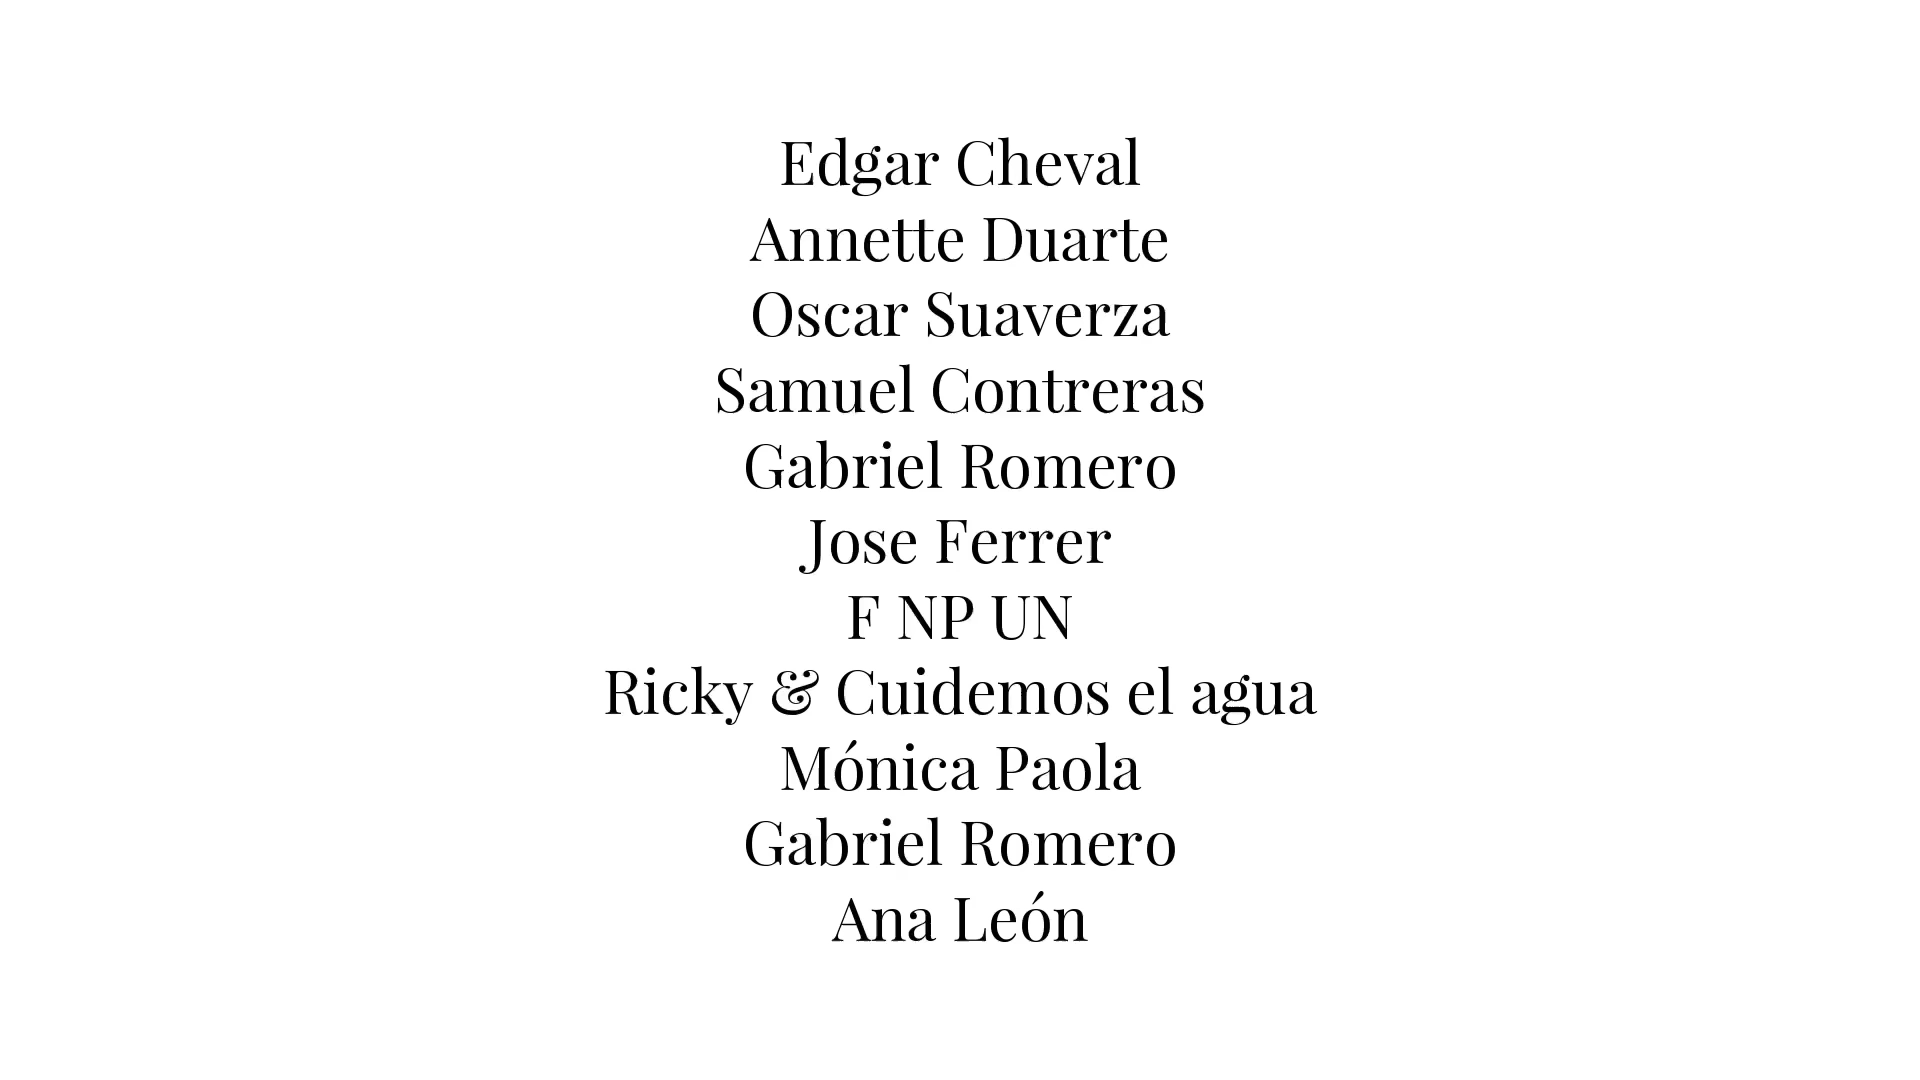 Edgar Cheval
Annette Duarte
Oscar Suaverza
Samuel Contreras
Gabriel Romero
Jose Ferrer
F NP UN
Ricky & Cuidemos el agua
Mónica Paola
Gabriel Romero
Ana León